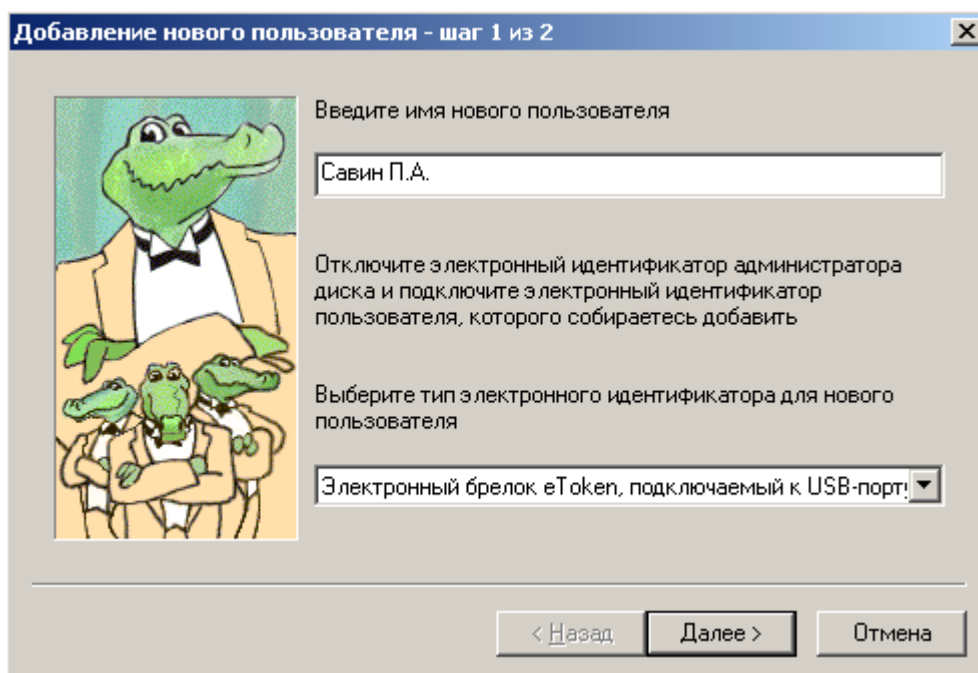 Добавление нового пользователя - шаг 1 из 2
Введите имя нового пользователя
Савин П.А.
Отключите электронный идентификатор администратора
диска и подключите электронный идентификатор
пользователя, которого собираетесь добавить
Выберите тип электронного идентификатора для нового
пользователя
Электронный брелок eToken, подключаемый к USB-порту
< Назад
Далее >
Отмена